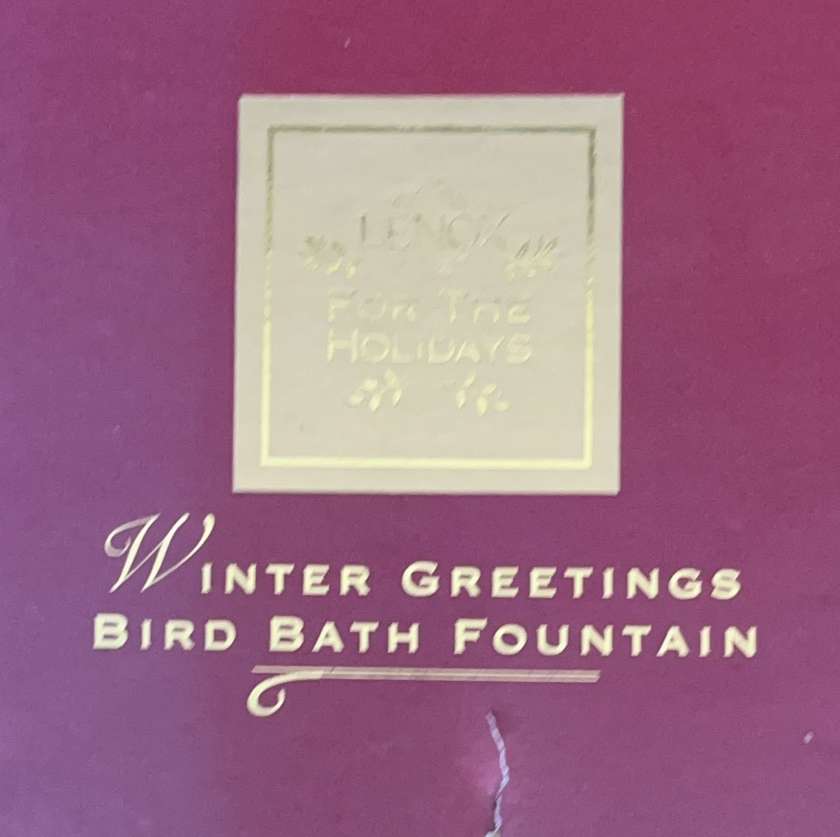 LENOX
FOR THE
HOLIDAYS
WINTER GREETINGS
BIRD BATH FOUNTAIN